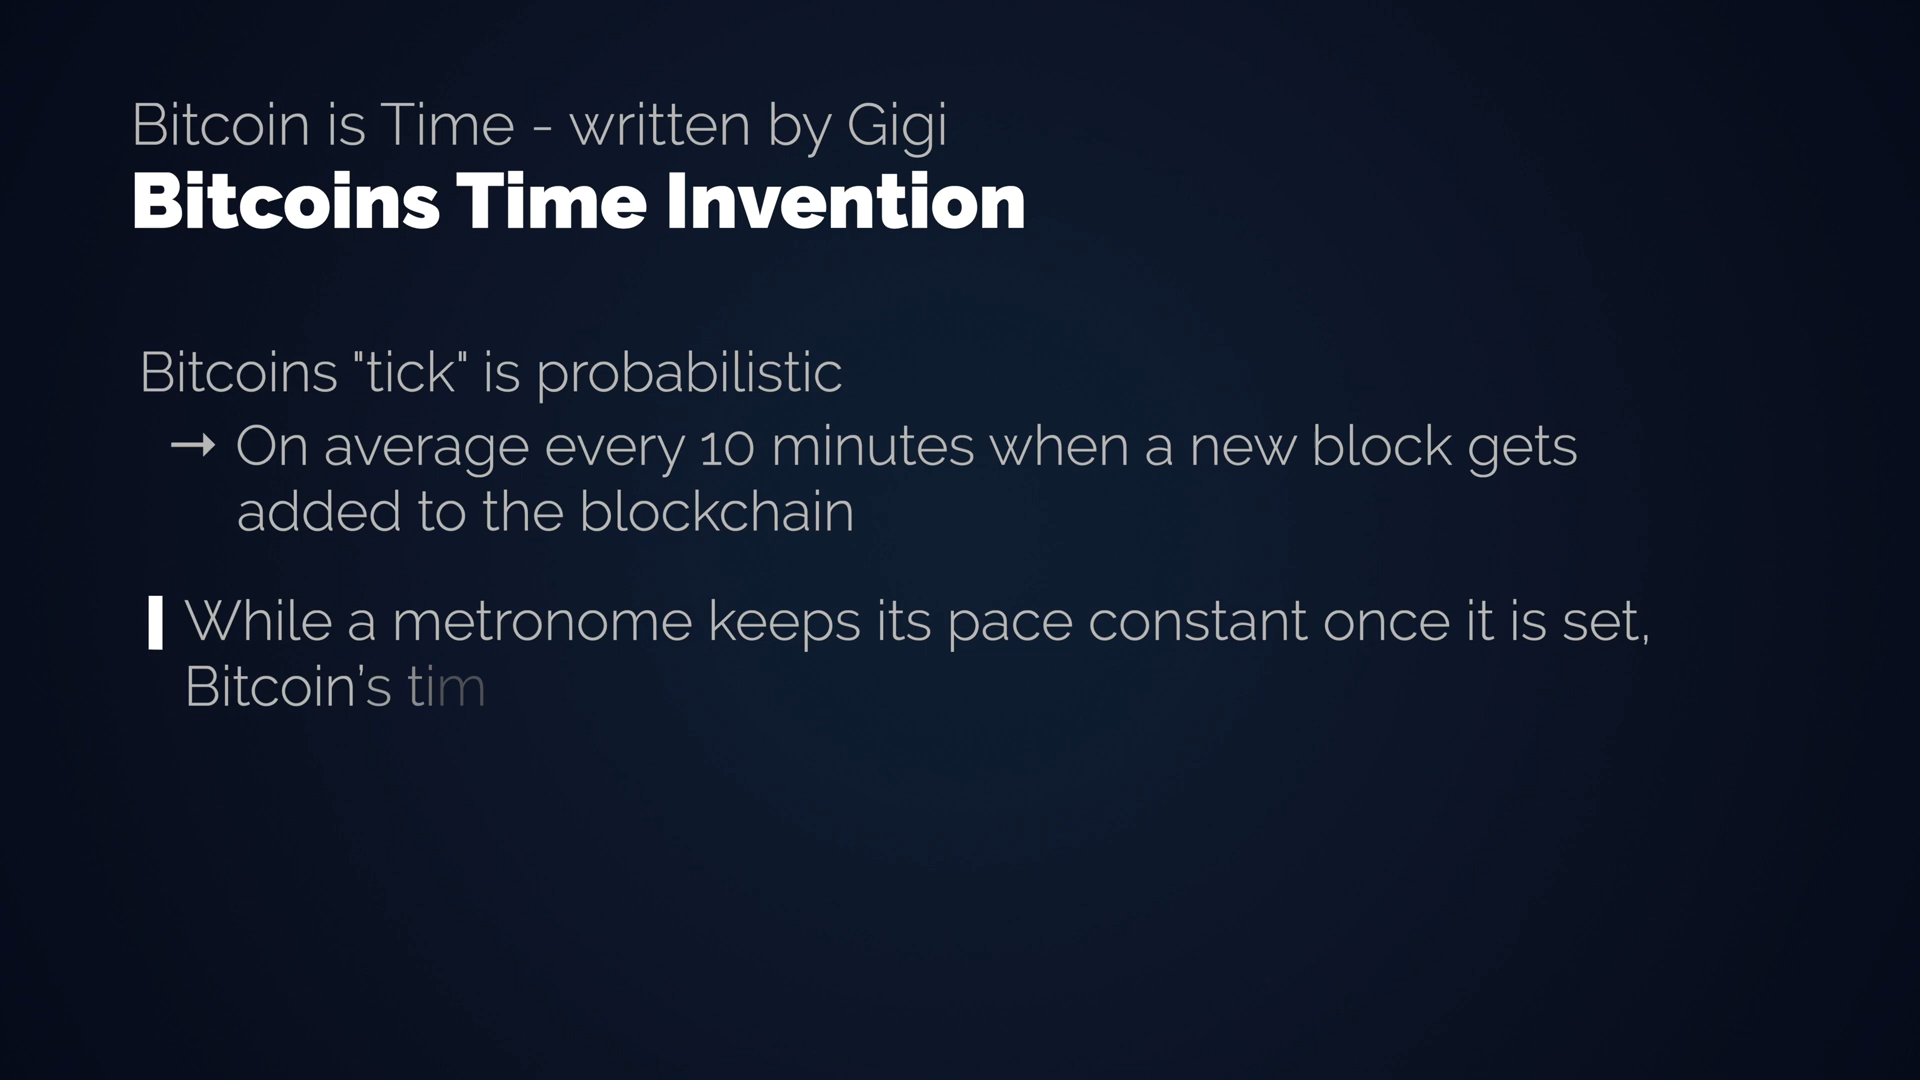 Bitcoin is Time - written by Gigi
Bitcoins Time Invention
Bitcoins "tick" is probabilistic
→ On average every 10 minutes when a new block gets
added to the blockchain
While a metronome keeps its pace constant once it is set,
Bitcoin’s tim